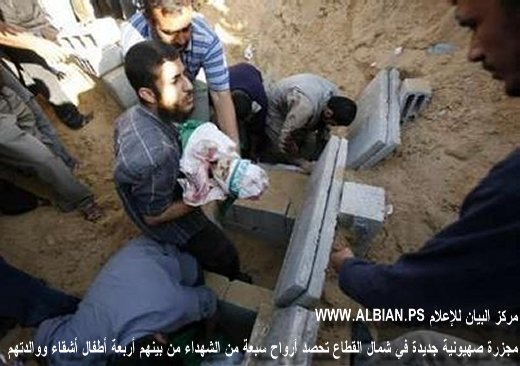 مركز البيان للإعلام WWW.ALBIAN.PS
مجزرة صهيونية جديدة في شمال القطاع تحصد أرواح سبعة من الشهداء من بينهم أربعة أطفال أشقاء ووالدتهم